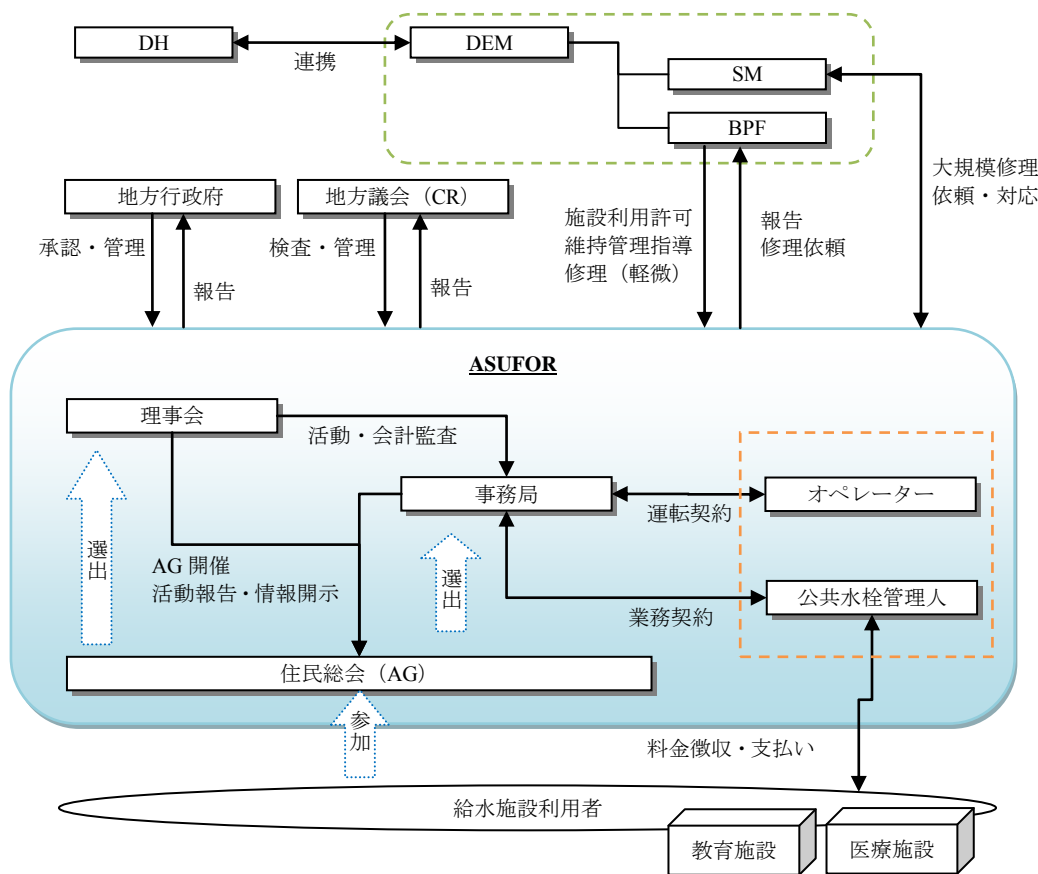 DH
DEM
連携
SM
BPF
大規模修理
依頼・対応
地方行政府
地方議会（CR）
承認・管理
報告
検査・管理
報告
施設利用許可
維持管理指導
修理（軽微）
報告
修理依頼
ASUFOR
理事会
活動・会計監査
事務局
オペレーター
運転契約
選出
AG 開催
活動報告・情報開示
選出
公共水栓管理人
業務契約
住民総会（AG）
参加
料金徴収・支払い
給水施設利用者
教育施設
医療施設